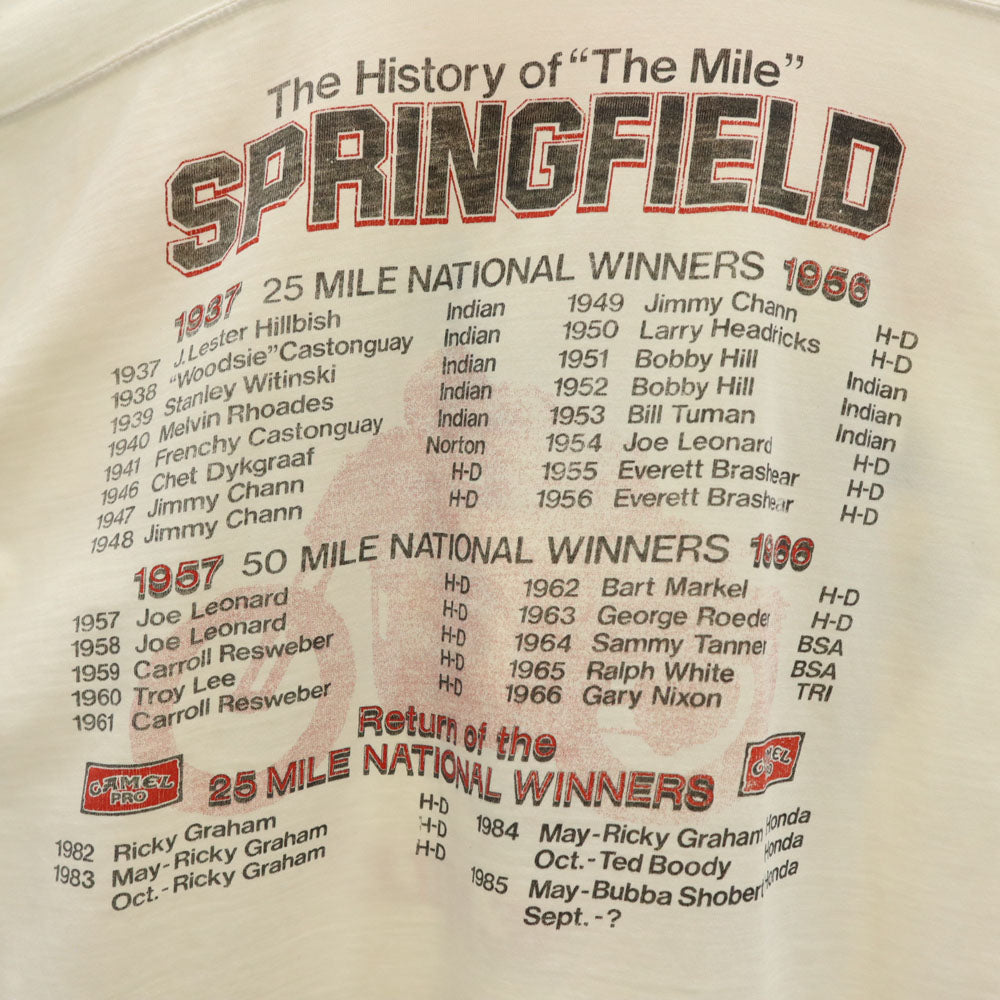 The History of "The Mile"
SPRINGFIELD
1937 25 MILE NATIONAL WINNERS 1956
1937 J. Lester Hillbish Indian
1938 "Woodsie" Castonguay Indian
1939 Stanley Witinski Indian
1940 Melvin Rhoades Indian
1941 Frenchy Castonguay Indian
1946 Chet Dykgraaf Norton
1947 Jimmy Chann H-D
1948 Jimmy Chann H-D
1949 Jimmy Chann H-D
1950 Larry Headricks H-D
1951 Bobby Hill Indian
1952 Bobby Hill Indian
1953 Bill Tuman Indian
1954 Joe Leonard H-D
1955 Everett Brashear H-D
1956 Everett Brashear H-D
1957 50 MILE NATIONAL WINNERS 1966
1957 Joe Leonard H-D
1958 Joe Leonard H-D
1959 Carroll Resweber H-D
1960 Troy Lee H-D
1961 Carroll Resweber H-D
1962 Bart Markel H-D
1963 George Roeder H-D
1964 Sammy Tanner BSA
1965 Ralph White BSA
1966 Gary Nixon TRI
Return of the
25 MILE NATIONAL WINNERS
CAMEL
PRO
CAMEL
1982 Ricky Graham H-D
1983 May-Ricky Graham H-D
Oct.-Ricky Graham H-D
1984 May-Ricky Graham Honda
Oct.-Ted Boody Honda
1985 May-Bubba Shobert Honda
Sept.-?